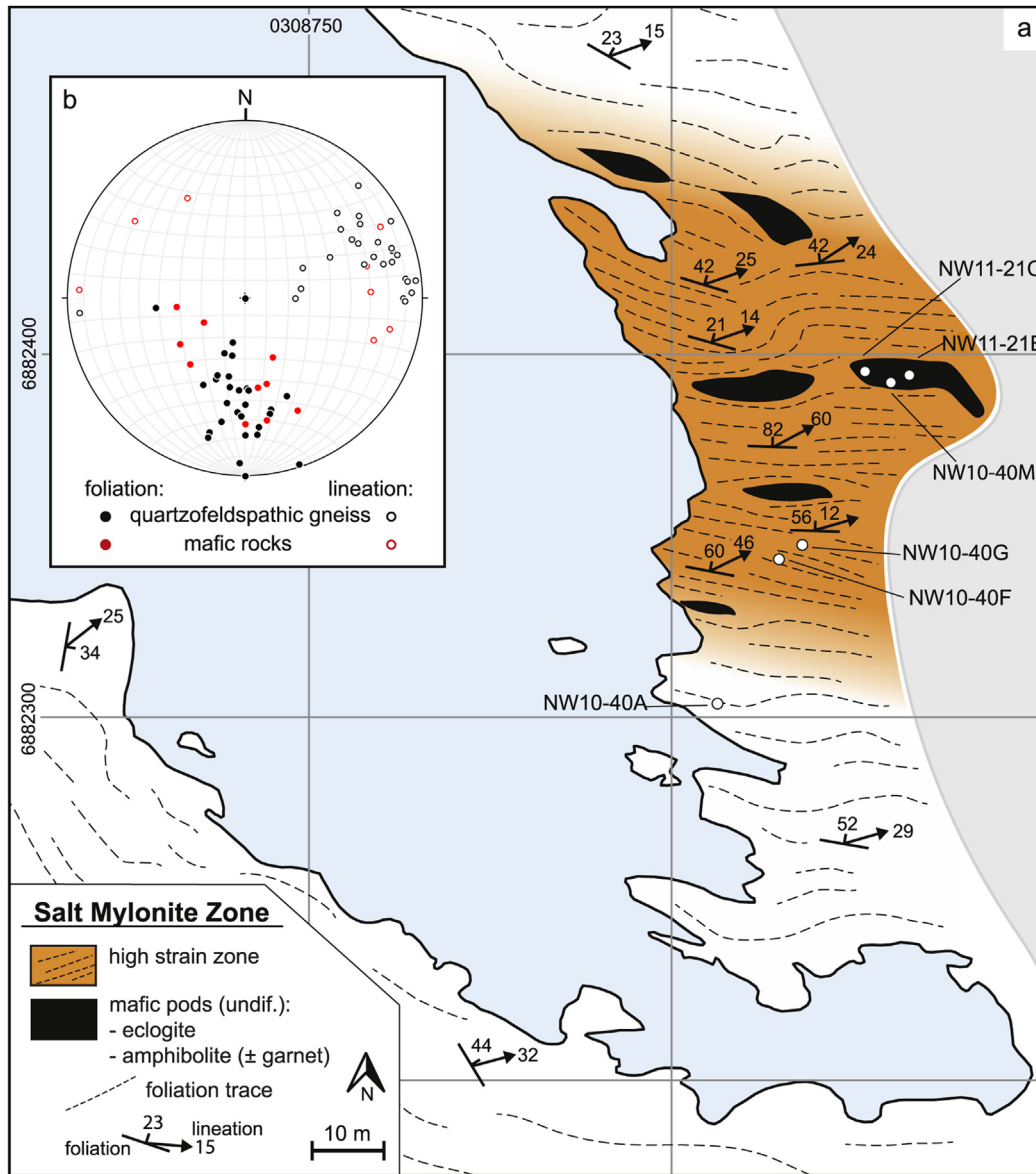 0308750
23 15
a
b
N
foliation: lineation:
quartzofeldspathic gneiss
mafic rocks
42 24
42 25
NW11-21C
21 14
NW11-21E
6882400
82 60
NW10-40M
56 12
NW10-40G
60 46
NW10-40F
25
34
NW10-40A
6882300
52
29
Salt Mylonite Zone
high strain zone
mafic pods (undif.):
- eclogite
- amphibolite (± garnet)
foliation trace
foliation 23 lineation
15
N
10 m
44
32